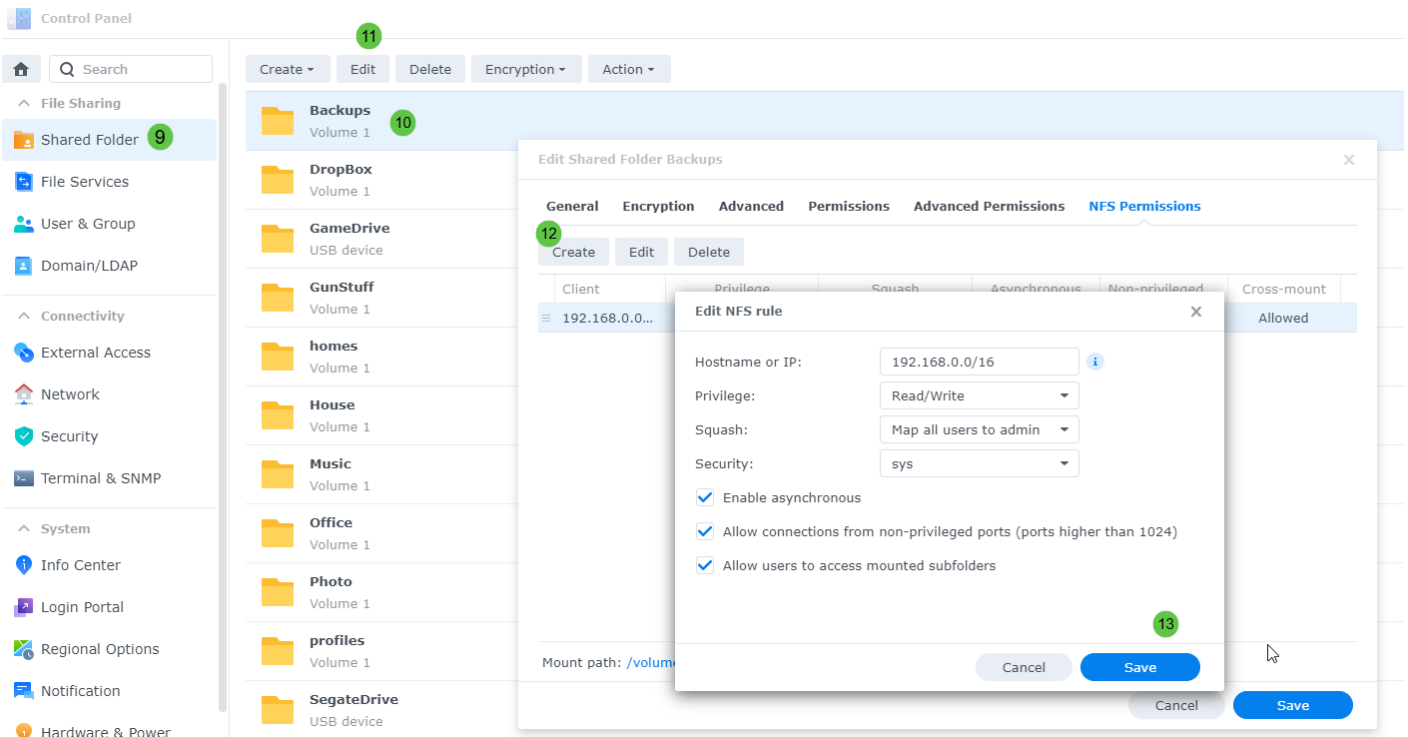 Control Panel
11
Search
Create Edit Delete Encryption Action
File Sharing
Shared Folder 9
File Services
User & Group
Domain/LDAP
Connectivity
External Access
Network
Security
Terminal & SNMP
System
Info Center
Login Portal
Regional Options
Notification
Hardware & Power
Backups
Volume 1
10
DropBox
Volume 1
GameDrive
USB device
GunStuff
Volume 1
homes
Volume 1
House
Volume 1
Music
Volume 1
Office
Volume 1
Photo
Volume 1
profiles
Volume 1
SegateDrive
USB device
Edit Shared Folder Backups
General Encryption Advanced Permissions Advanced Permissions NFS Permissions
12
Create Edit Delete
Client Privilege Squash Asynchronous Non-privileged Cross-mount
192.168.0.0... Allowed
Edit NFS rule
Hostname or IP: 192.168.0.0/16
Privilege: Read/Write
Squash: Map all users to admin
Security: sys
Enable asynchronous
Allow connections from non-privileged ports (ports higher than 1024)
Allow users to access mounted subfolders
13
Cancel Save
Mount path: /volum
Cancel Save